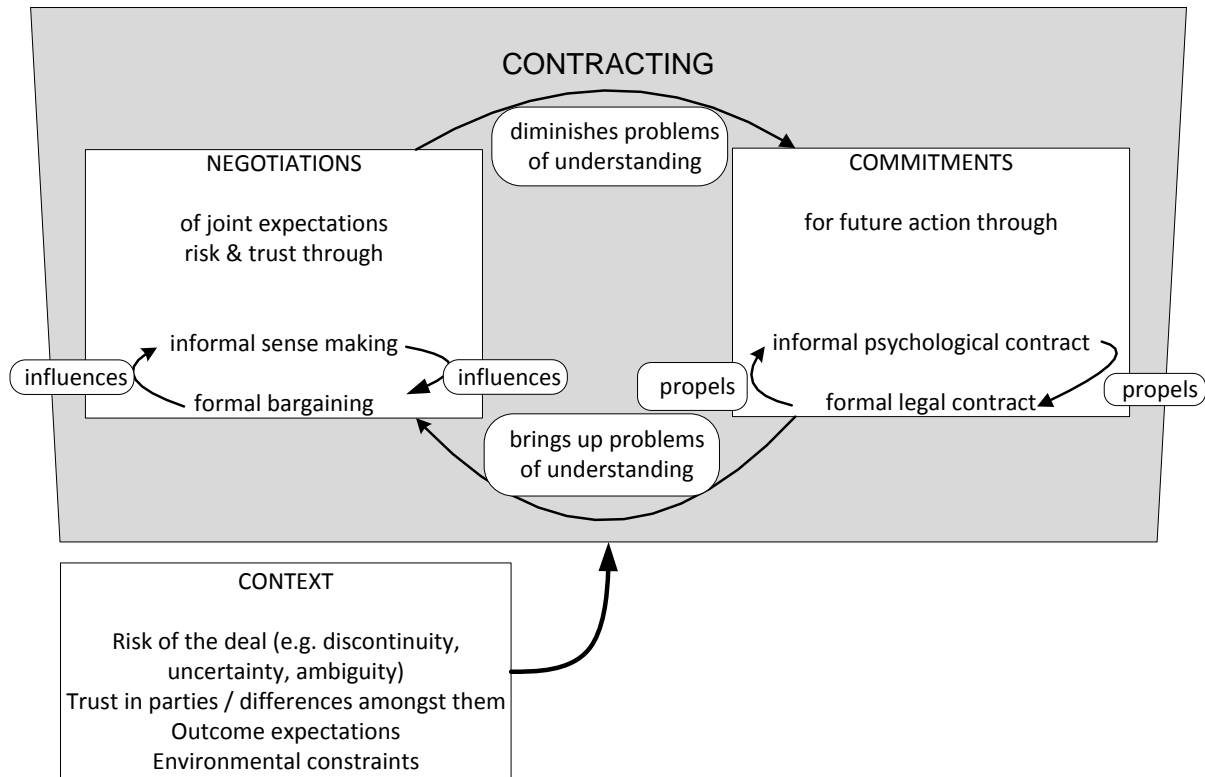 CONTRACTING
diminishes problems
of understanding
NEGOTIATIONS
of joint expectations
risk & trust through
informal sense making
influences
influences
formal bargaining
COMMITMENTS
for future action through
informal psychological contract
propels
propels
formal legal contract
brings up problems
of understanding
CONTEXT
Risk of the deal (e.g. discontinuity,
uncertainty, ambiguity)
Trust in parties / differences amongst them
Outcome expectations
Environmental constraints